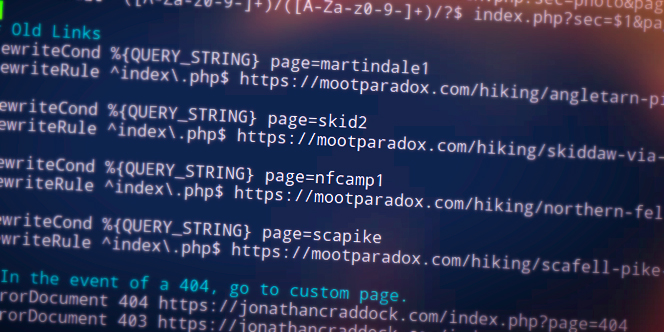 ([A-Za-z0-9-]+)/([A-Za-z0-9-]+)/?$ index.php?sec=$1&pag
Old Links
ewriteCond %{QUERY_STRING} page=martindale1
ewriteRule ^index\.php$ https://mootparadox.com/hiking/angletarn-pi
ewriteCond %{QUERY_STRING} page=skid2
ewriteRule ^index\.php$ https://mootparadox.com/hiking/skiddaw-via-
ewriteCond %{QUERY_STRING} page=nfcamp1
ewriteRule ^index\.php$ https://mootparadox.com/hiking/northern-fel
ewriteCond %{QUERY_STRING} page=scapike
ewriteRule ^index\.php$ https://mootparadox.com/hiking/scafell-pike
In the event of a 404, go to custom page.
rorDocument 404 https://jonathancraddock.com/index.php?page=404
rorDocument 403 https://jonathancraddock.com/index.php?page=404